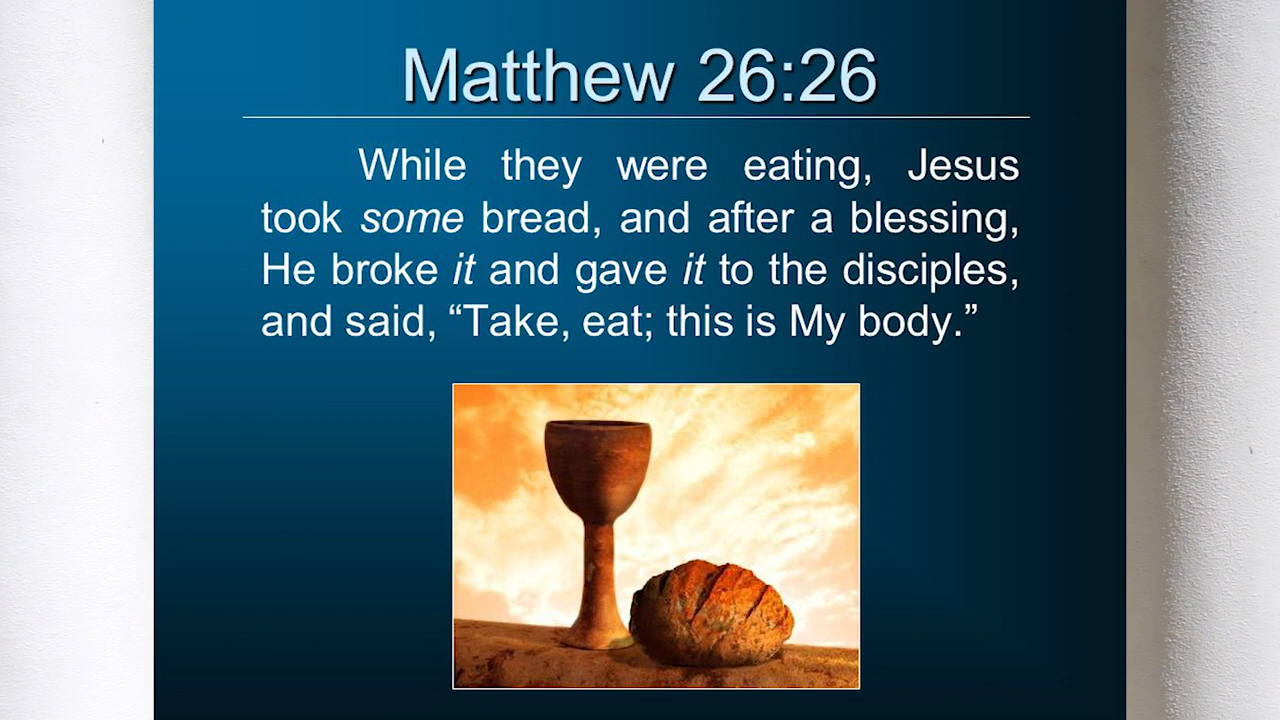 Matthew 26:26
While they were eating, Jesus
took some bread, and after a blessing,
He broke it and gave it to the disciples,
and said, “Take, eat; this is My body.”